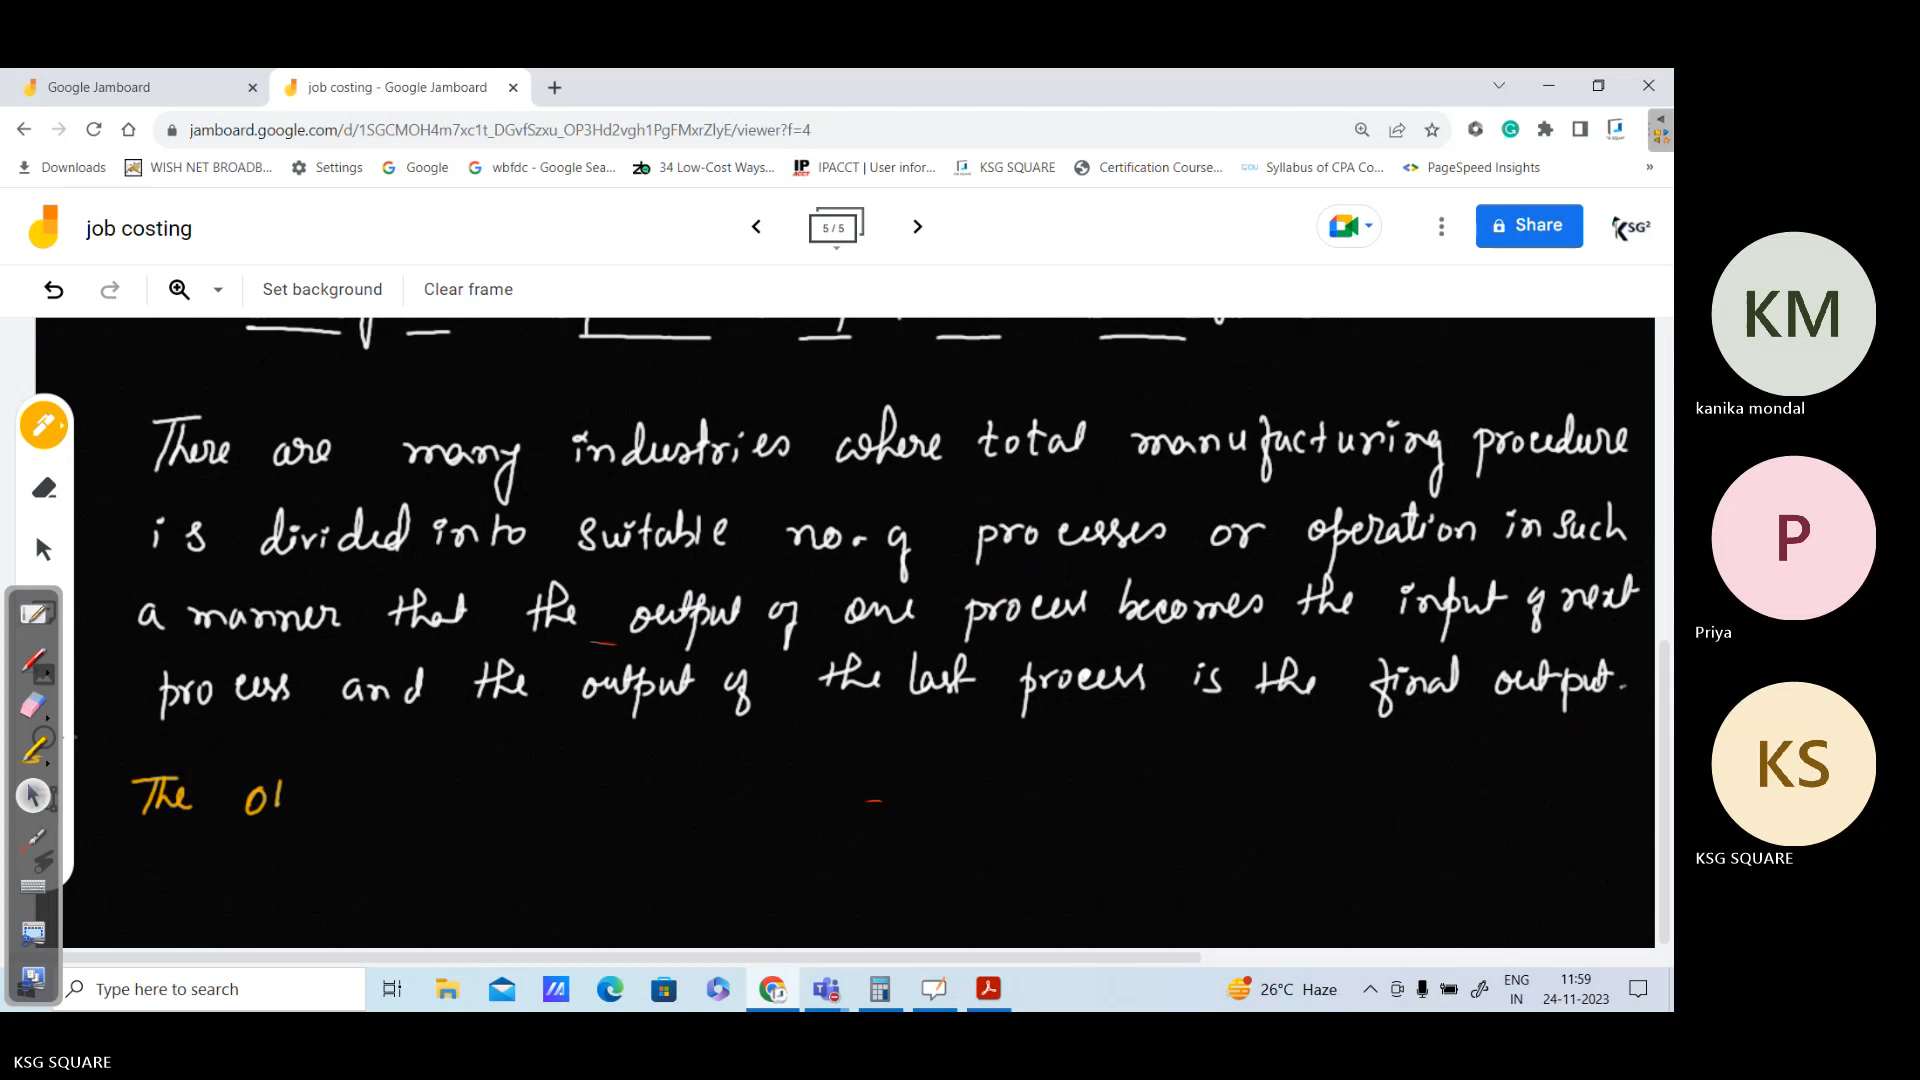 Google Jamboard
job costing - Google Jamboard
jamboard.google.com/d/1SGCMOH4m7xc1t_DGvfSzxu_OP3Hd2vgh1PgFMxrZlyE/viewer?f=4
Downloads WISH NET BROADB... Settings Google wbfdc - Google Sea... 34 Low-Cost Ways... IPACCT | User infor... KSG SQUARE Certification Course... Syllabus of CPA Co... PageSpeed Insights »
job costing 5 / 5 Share KSG²
Set background Clear frame
There are many industries where total manufacturing procedure
is divided into suitable no. of processes or operation in such
a manner that the output of one process becomes the input of next
process and the output of the last process is the final output.
The
Type here to search
26°C Haze
ENG
IN
11:59
24-11-2023
KM
kanika mondal
P
Priya
KS
KSG SQUARE
KSG SQUARE